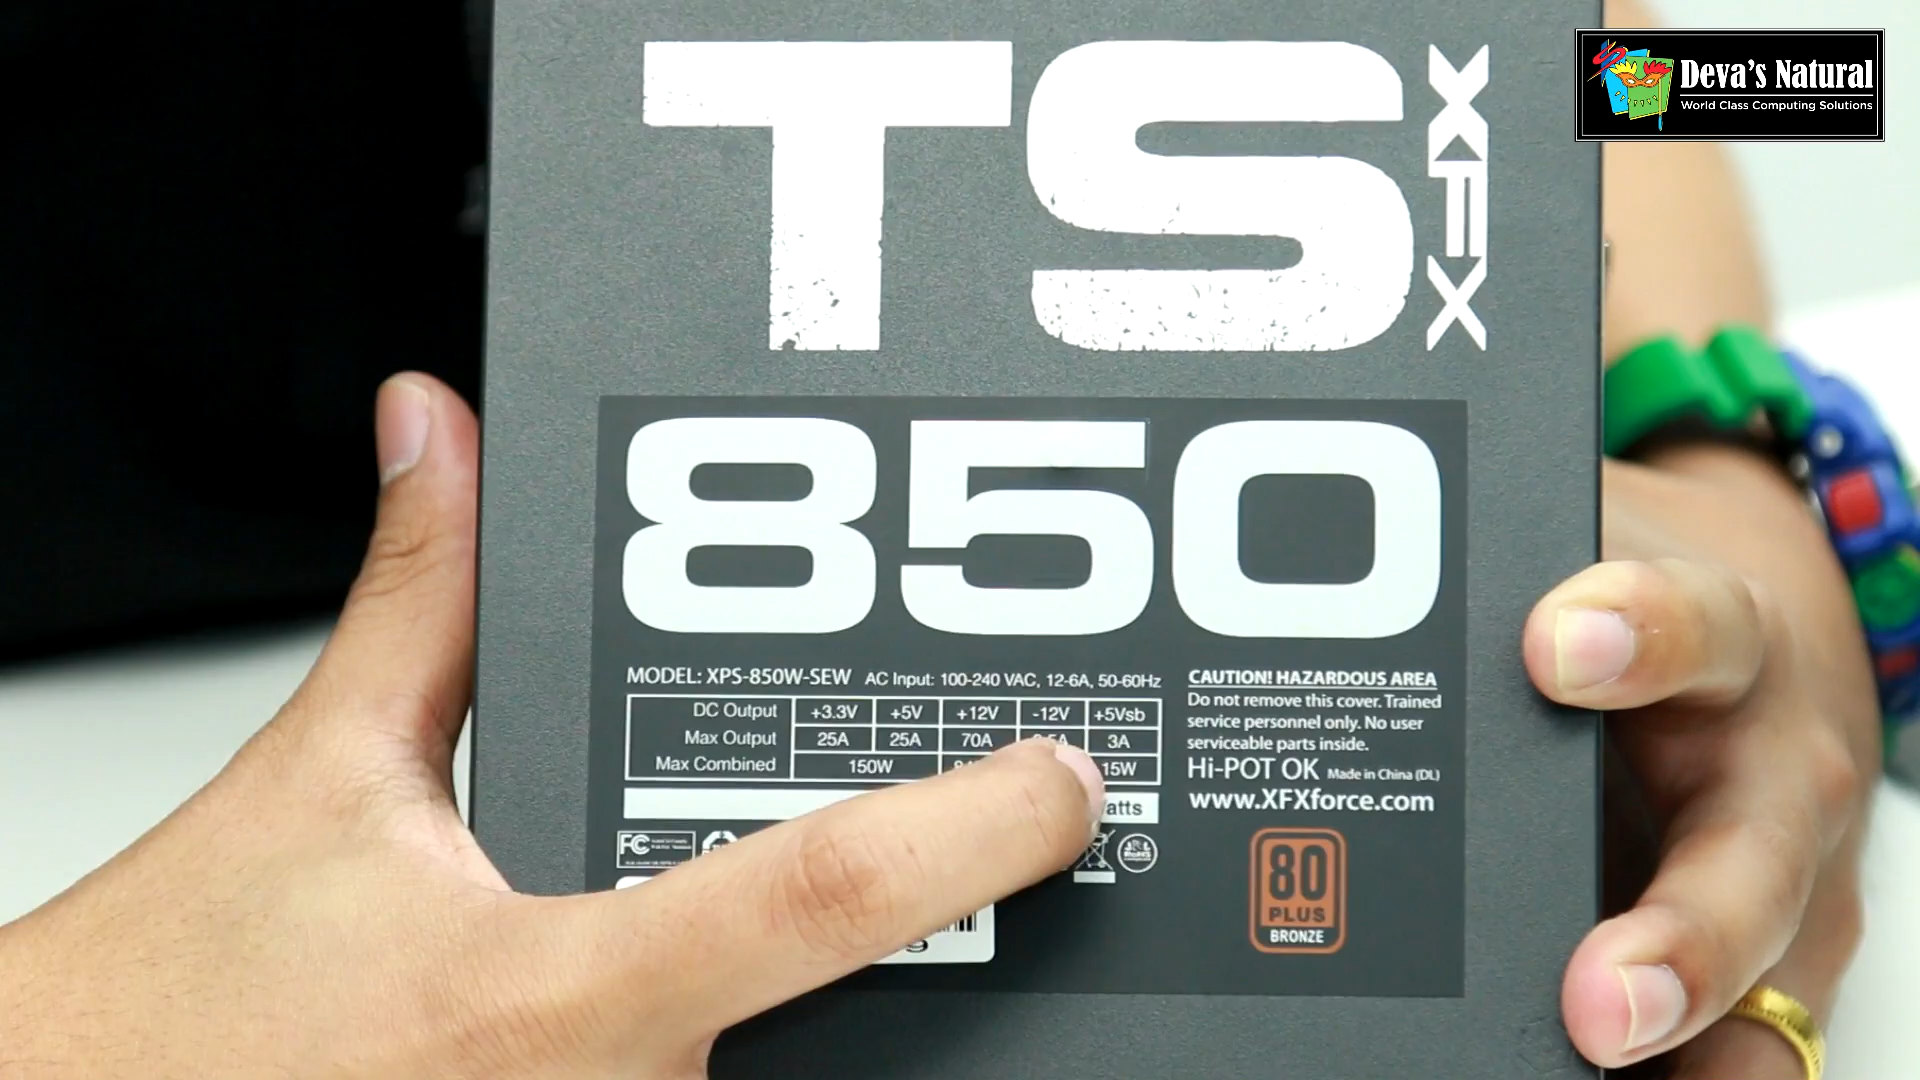 TS
XFX
Deva's Natural
World Class Computing Solutions
850
MODEL: XPS-850W-SEW AC Input: 100-240 VAC, 12-6A, 50-60Hz
DC Output +3.3V +5V +12V -12V +5Vsb
Max Output 25A 25A 70A 3A
Max Combined 150W 15W
CAUTION! HAZARDOUS AREA
Do not remove this cover. Trained
service personnel only. No user
serviceable parts inside.
Hi-POT OK Made in China (DL)
www.XFXforce.com
FC
80
PLUS
BRONZE